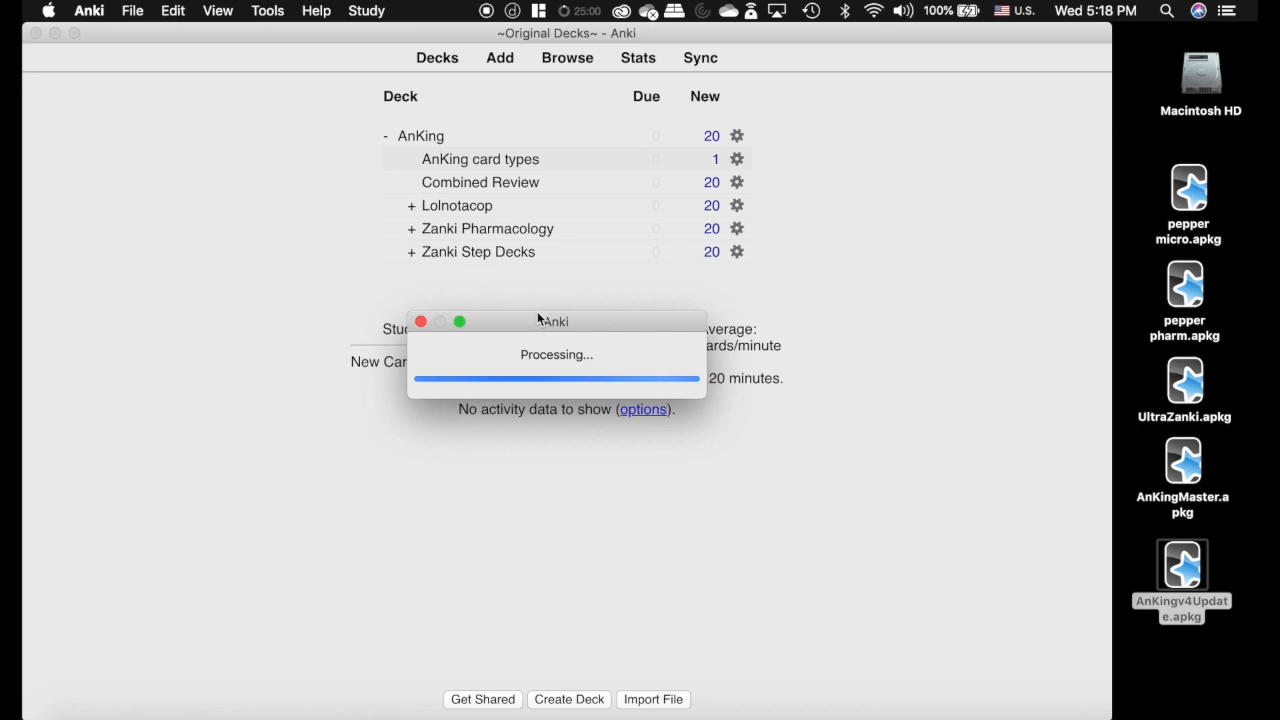 Anki File Edit View Tools Help Study 25:00 100% U.S. Wed 5:18 PM
~Original Decks~ - Anki
Decks Add Browse Stats Sync
Deck Due New
- AnKing 0 20
AnKing card types 0 1
Combined Review 0 20
+ Lolnotacop 0 20
+ Zanki Pharmacology 0 20
+ Zanki Step Decks 0 20
Anki
Processing...
New Car
ards/minute
20 minutes.
No activity data to show (options).
Get Shared Create Deck Import File
Macintosh HD
pepper
micro.apkg
pepper
pharm.apkg
UltraZanki.apkg
AnKingMaster.a
pkg
AnKingv4Updat
e.apkg